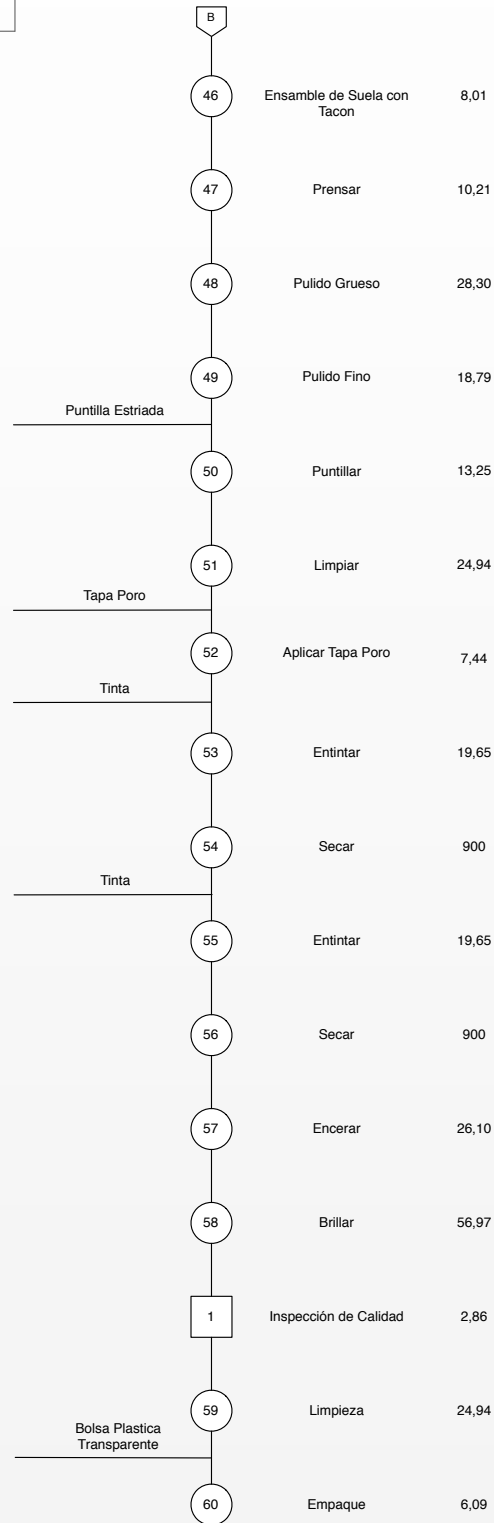 B
46 Ensamble de Suela con 8,01
Tacon
47 Prensar 10,21
48 Pulido Grueso 28,30
49 Pulido Fino 18,79
Puntilla Estriada
50 Puntillar 13,25
51 Limpiar 24,94
Tapa Poro
52 Aplicar Tapa Poro 7,44
Tinta
53 Entintar 19,65
54 Secar 900
Tinta
55 Entintar 19,65
56 Secar 900
57 Encerar 26,10
58 Brillar 56,97
1 Inspección de Calidad 2,86
59 Limpieza 24,94
Bolsa Plastica
Transparente
60 Empaque 6,09